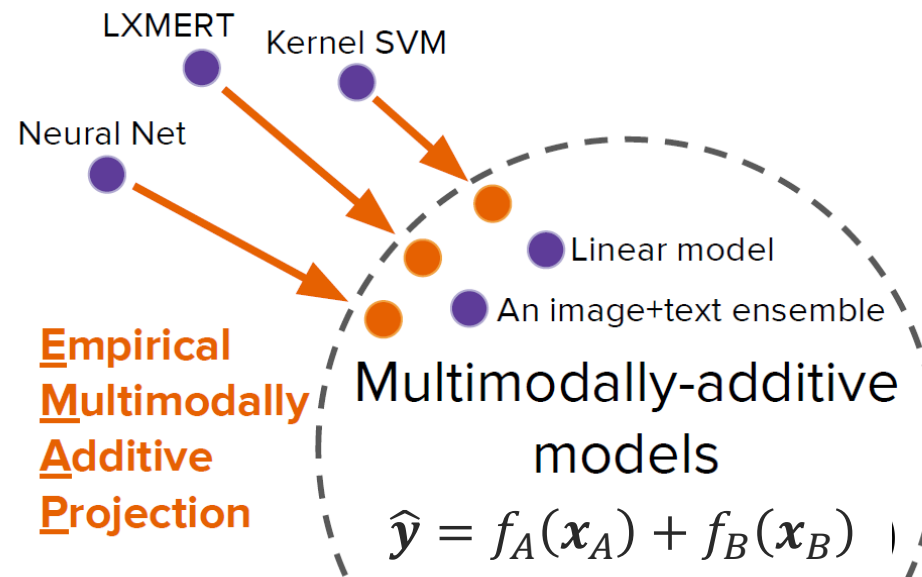 LXMERT
Kernel SVM
Neural Net
Linear model
An image+text ensemble
Empirical
Multimodally
Additive
Projection
Multimodally-additive
models
ŷ = f_A(x_A) + f_B(x_B)